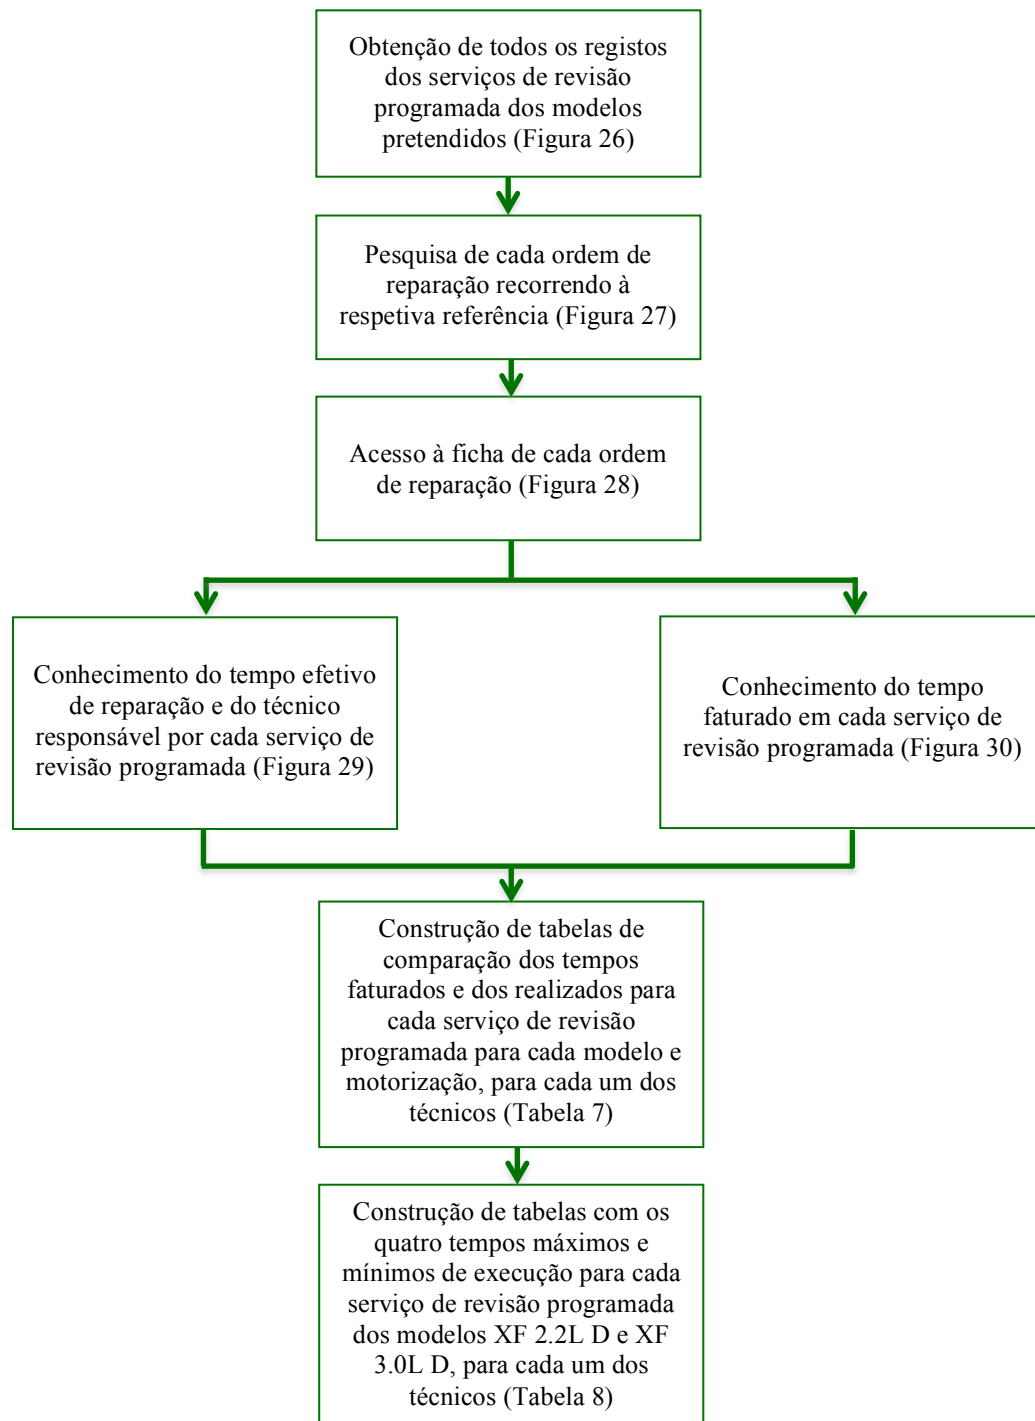 Obtenção de todos os registos
dos serviços de revisão
programada dos modelos
pretendidos (Figura 26)
Pesquisa de cada ordem de
reparação recorrendo à
respetiva referência (Figura 27)
Acesso à ficha de cada ordem
de reparação (Figura 28)
Conhecimento do tempo efetivo
de reparação e do técnico
responsável por cada serviço de
revisão programada (Figura 29)
Conhecimento do tempo
faturado em cada serviço de
revisão programada (Figura 30)
Construção de tabelas de
comparação dos tempos
faturados e dos realizados para
cada serviço de revisão
programada para cada modelo e
motorização, para cada um dos
técnicos (Tabela 7)
Construção de tabelas com os
quatro tempos máximos e
mínimos de execução para cada
serviço de revisão programada
dos modelos XF 2.2L D e XF
3.0L D, para cada um dos
técnicos (Tabela 8)